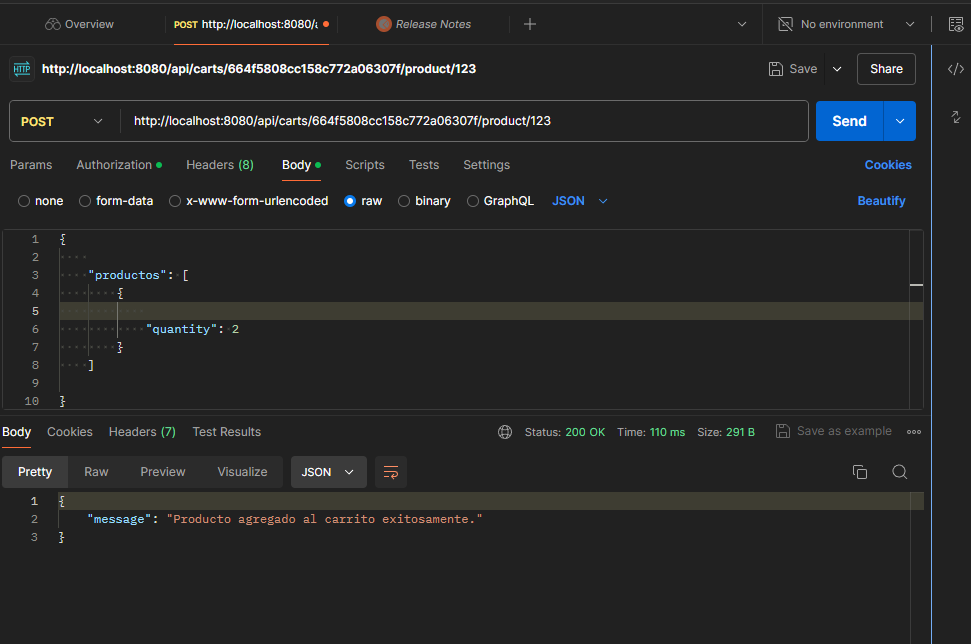 Overview
POST http://localhost:8080/a
Release Notes
No environment
HTTP http://localhost:8080/api/carts/664f5808cc158c772a06307f/product/123
Save
Share
POST http://localhost:8080/api/carts/664f5808cc158c772a06307f/product/123
Send
Params Authorization Headers (8) Body Scripts Tests Settings Cookies
none form-data x-www-form-urlencoded raw binary GraphQL JSON Beautify
1 {
2
3 "productos": [
4 {
5
6 "quantity": 2
7 }
8 ]
9
10 }
Body Cookies Headers (7) Test Results Status: 200 OK Time: 110 ms Size: 291 B Save as example
Pretty Raw Preview Visualize JSON
1 {
2 "message": "Producto agregado al carrito exitosamente."
3 }